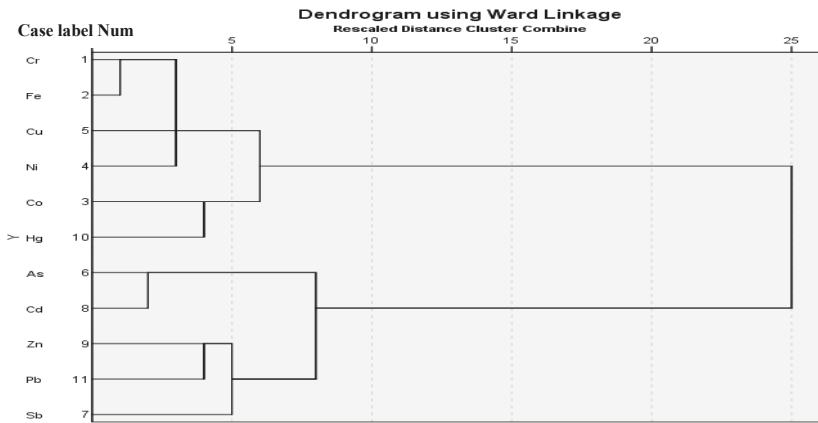 Dendrogram using Ward Linkage
Rescaled Distance Cluster Combine
Case label Num
5 10 15 20 25
Cr 1
Fe 2
Cu 5
Ni 4
Co 3
Y
Hg 10
As 6
Cd 8
Zn 9
Pb 11
Sb 7